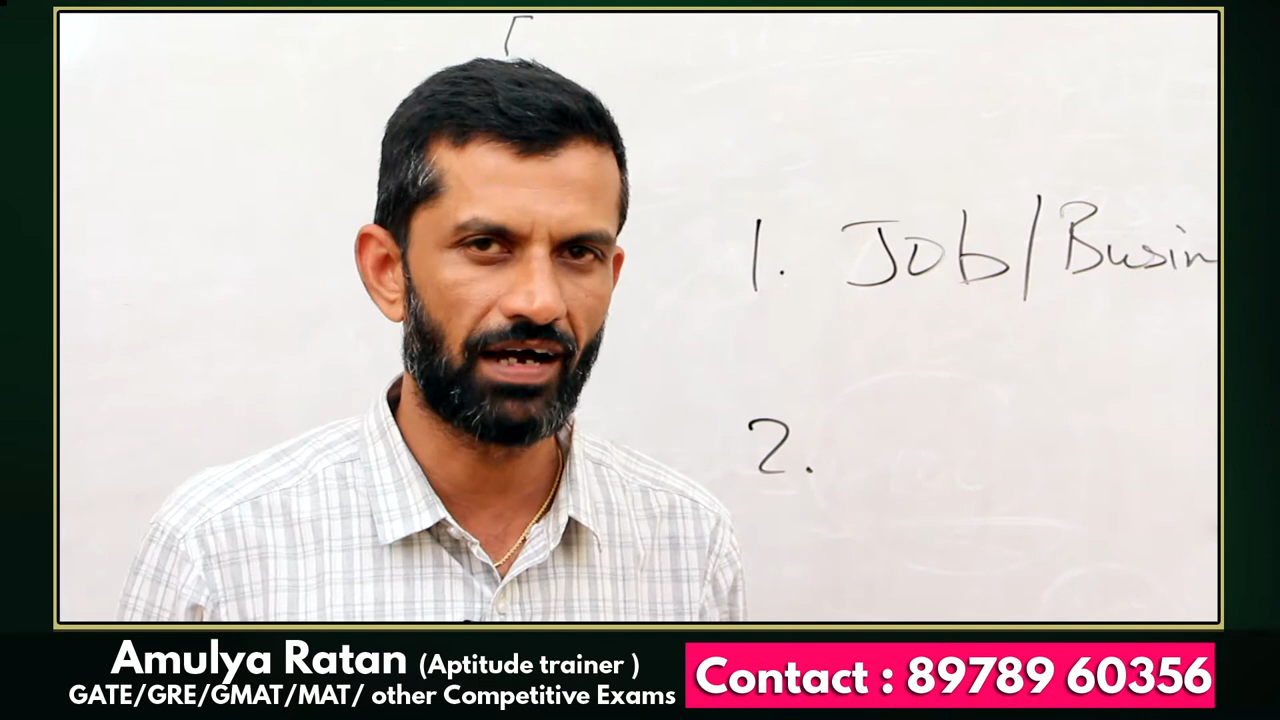 1. Job/Busin
2.
Amulya Ratan (Aptitude trainer )
GATE/GRE/GMAT/MAT/ other Competitive Exams
Contact : 89789 60356